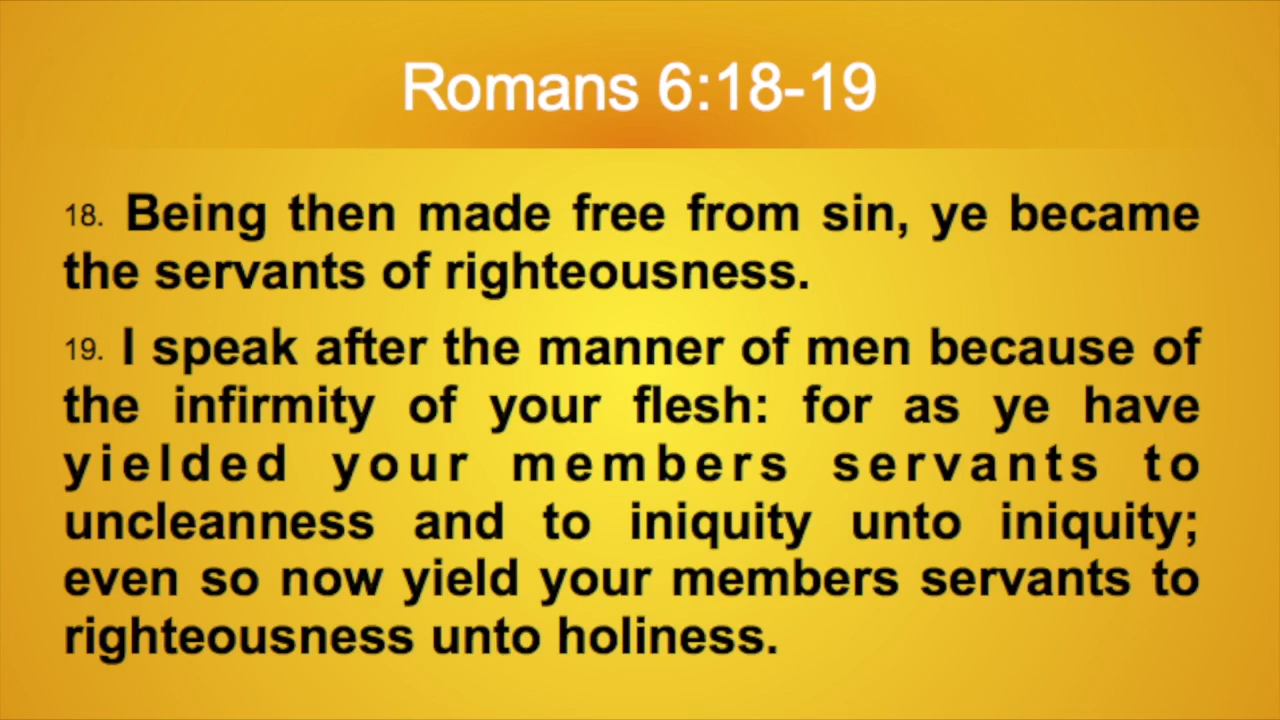 Romans 6:18-19
18. Being then made free from sin, ye became
the servants of righteousness.
19. I speak after the manner of men because of
the infirmity of your flesh: for as ye have
yielded your members servants to
uncleanness and to iniquity unto iniquity;
even so now yield your members servants to
righteousness unto holiness.